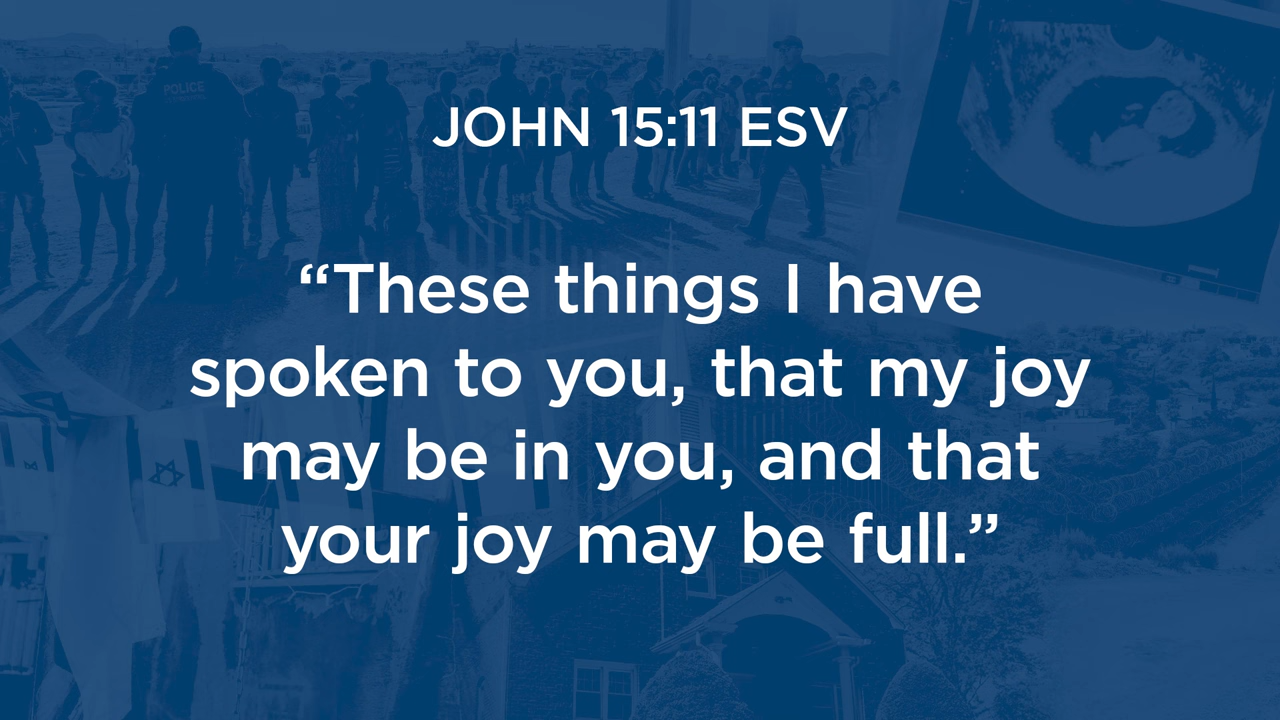 POLICE
JOHN 15:11 ESV
“These things I have
spoken to you, that my joy
may be in you, and that
your joy may be full.”